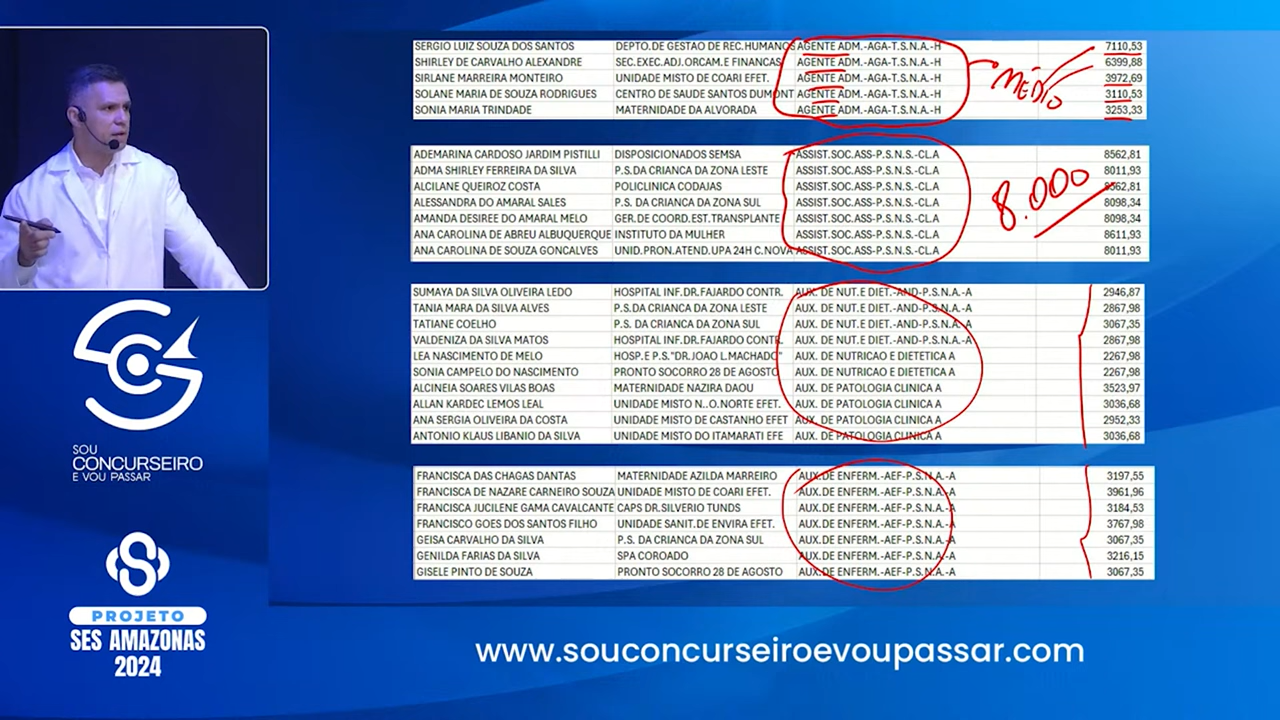 SERGIO LUIZ SOUZA DOS SANTOS DEPTO.DE GESTAO DE REC.HUMANOS AGENTE ADM.-AGA-T.S.N.A.-H 7110,53
SHIRLEY DE CARVALHO ALEXANDRE SEC.EXEC.ADJ.ORCAM.E FINANCAS AGENTE ADM.-AGA-T.S.N.A.-H 6399,88
SIRLANE MARREIRA MONTEIRO UNIDADE MISTO DE COARI EFET. AGENTE ADM.-AGA-T.S.N.A.-H 3972,69
SOLANE MARIA DE SOUZA RODRIGUES CENTRO DE SAUDE SANTOS DUMONT AGENTE ADM.-AGA-T.S.N.A.-H 3110,53
SONIA MARIA TRINDADE MATERNIDADE DA ALVORADA AGENTE ADM.-AGA-T.S.N.A.-H 3253,33
MÉDIO
ADEMARINA CARDOSO JARDIM PISTILLI DISPOSICIONADOS SEMSA ASSIST.SOC.ASS-P.S.N.S.-CL.A 8562,81
ADMA SHIRLEY FERREIRA DA SILVA P.S.DA CRIANCA DA ZONA LESTE ASSIST.SOC.ASS-P.S.N.S.-CL.A 8011,93
ALCILANE QUEIROZ COSTA POLICLINICA CODAJAS ASSIST.SOC.ASS-P.S.N.S.-CL.A 8562,81
ALESSANDRA DO AMARAL SALES P.S. DA CRIANCA DA ZONA SUL ASSIST.SOC.ASS-P.S.N.S.-CL.A 8098,34
AMANDA DESIREE DO AMARAL MELO GER.DE COORD.EST.TRANSPLANTE ASSIST.SOC.ASS-P.S.N.S.-CL.A 8098,34
ANA CAROLINA DE ABREU ALBUQUERQUE INSTITUTO DA MULHER ASSIST.SOC.ASS-P.S.N.S.-CL.A 8611,93
ANA CAROLINA DE SOUZA GONCALVES UNID.PRON.ATEND.UPA 24H C.NOVA ASSIST.SOC.ASS-P.S.N.S.-CL.A 8011,93
8.000
SUMAYA DA SILVA OLIVEIRA LEDO HOSPITAL INF.DR.FAJARDO CONTR. AUX. DE NUT.E DIET.-AND-P.S.N.A.-A 2946,87
TANIA MARA DA SILVA ALVES P.S.DA CRIANCA DA ZONA LESTE AUX. DE NUT.E DIET.-AND-P.S.N.A.-A 2867,98
TATIANE COELHO P.S. DA CRIANCA DA ZONA SUL AUX. DE NUT.E DIET.-AND-P.S.N.A.-A 3067,35
VALDENIZA DA SILVA MATOS HOSPITAL INF.DR.FAJARDO CONTR. AUX. DE NUT.E DIET.-AND-P.S.N.A.-A 2867,98
LEA NASCIMENTO DE MELO HOSP.E P.S."DR.JOAO L.MACHADO" AUX. DE NUTRICAO E DIETETICA A 2267,98
SONIA CAMPELO DO NASCIMENTO PRONTO SOCORRO 28 DE AGOSTO AUX. DE NUTRICAO E DIETETICA A 2267,98
ALCINEIA SOARES VILAS BOAS MATERNIDADE NAZIRA DAOU AUX. DE PATOLOGIA CLINICA A 3523,97
ALLAN KARDEC LEMOS LEAL UNIDADE MISTO N..O.NORTE EFET. AUX. DE PATOLOGIA CLINICA A 3036,68
ANA SERGIA OLIVEIRA DA COSTA UNIDADE MISTO DE CASTANHO EFET AUX. DE PATOLOGIA CLINICA A 2952,33
ANTONIO KLAUS LIBANIO DA SILVA UNIDADE MISTO DO ITAMARATI EFE AUX. DE PATOLOGIA CLINICA A 3036,68
FRANCISCA DAS CHAGAS DANTAS MATERNIDADE AZILDA MARREIRO AUX.DE ENFERM.-AEF-P.S.N.A.-A 3197,55
FRANCISCA DE NAZARE CARNEIRO SOUZA UNIDADE MISTO DE COARI EFET. AUX.DE ENFERM.-AEF-P.S.N.A.-A 3961,96
FRANCISCA JUCILENE GAMA CAVALCANTE CAPS DR.SILVERIO TUNDS AUX.DE ENFERM.-AEF-P.S.N.A.-A 3184,53
FRANCISCO GOES DOS SANTOS FILHO UNIDADE SANIT.DE ENVIRA EFET. AUX.DE ENFERM.-AEF-P.S.N.A.-A 3767,98
GEISA CARVALHO DA SILVA P.S. DA CRIANCA DA ZONA SUL AUX.DE ENFERM.-AEF-P.S.N.A.-A 3067,35
GENILDA FARIAS DA SILVA SPA COROADO AUX.DE ENFERM.-AEF-P.S.N.A.-A 3216,15
GISELE PINTO DE SOUZA PRONTO SOCORRO 28 DE AGOSTO AUX.DE ENFERM.-AEF-P.S.N.A.-A 3067,35
SOU
CONCURSEIRO
E VOU PASSAR
PROJETO
SES AMAZONAS
2024
www.souconcurseiroevoupassar.com